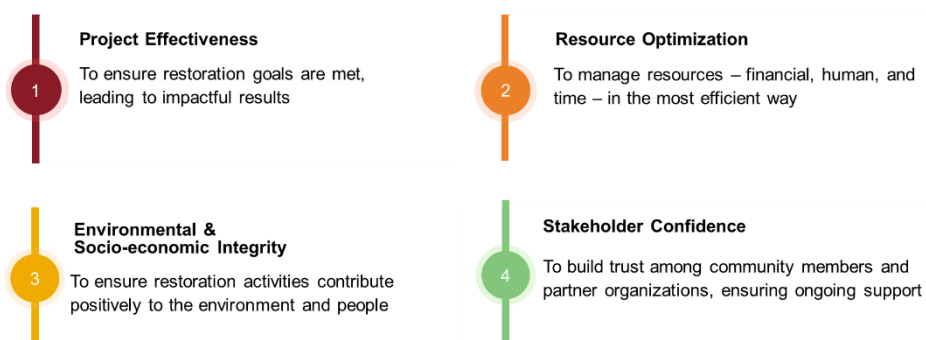 1
Project Effectiveness
To ensure restoration goals are met,
leading to impactful results
2
Resource Optimization
To manage resources – financial, human, and
time – in the most efficient way
3
Environmental &
Socio-economic Integrity
To ensure restoration activities contribute
positively to the environment and people
4
Stakeholder Confidence
To build trust among community members and
partner organizations, ensuring ongoing support